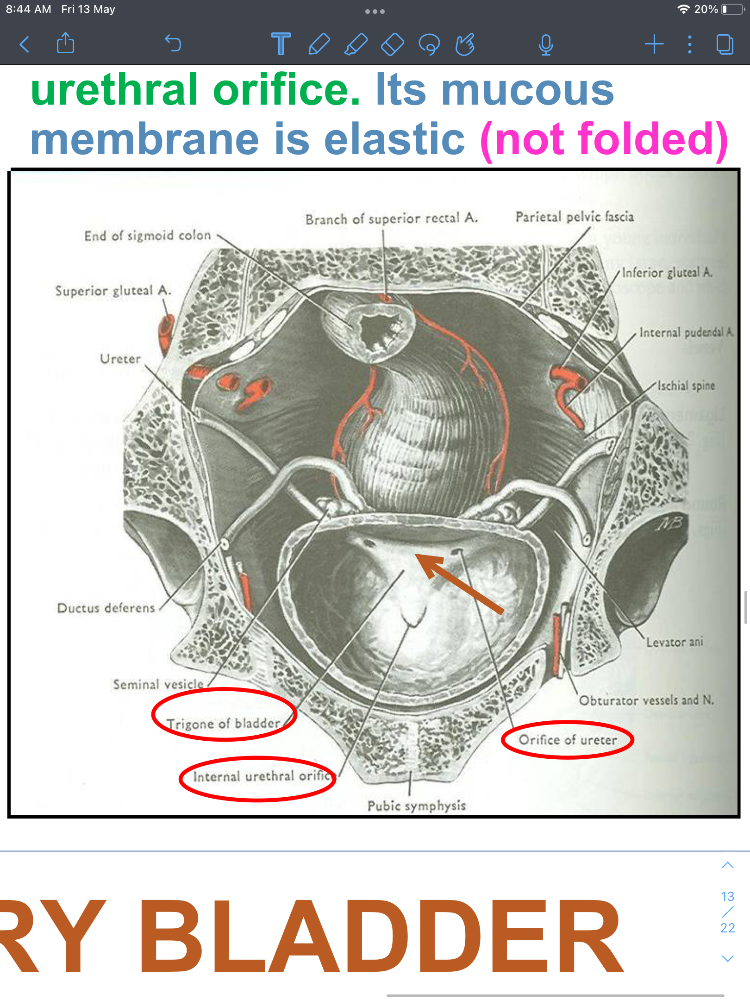 8:44 AM Fri 13 May
20%
urethral orifice. Its mucous
membrane is elastic (not folded)
Branch of superior rectal A.
Parietal pelvic fascia
End of sigmoid colon
Inferior gluteal A.
Superior gluteal A.
Internal pudendal A.
Ureter
Ischial spine
MB
Ductus deferens
Levator ani
Seminal vesicle
Obturator vessels and N.
Trigone of bladder
Orifice of ureter
Internal urethral orifice
Pubic symphysis
RY BLADDER
13
/
22